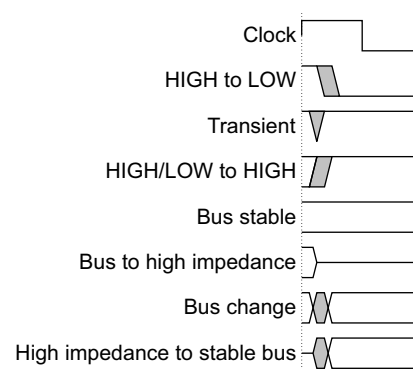 Clock
HIGH to LOW
Transient
HIGH/LOW to HIGH
Bus stable
Bus to high impedance
Bus change
High impedance to stable bus